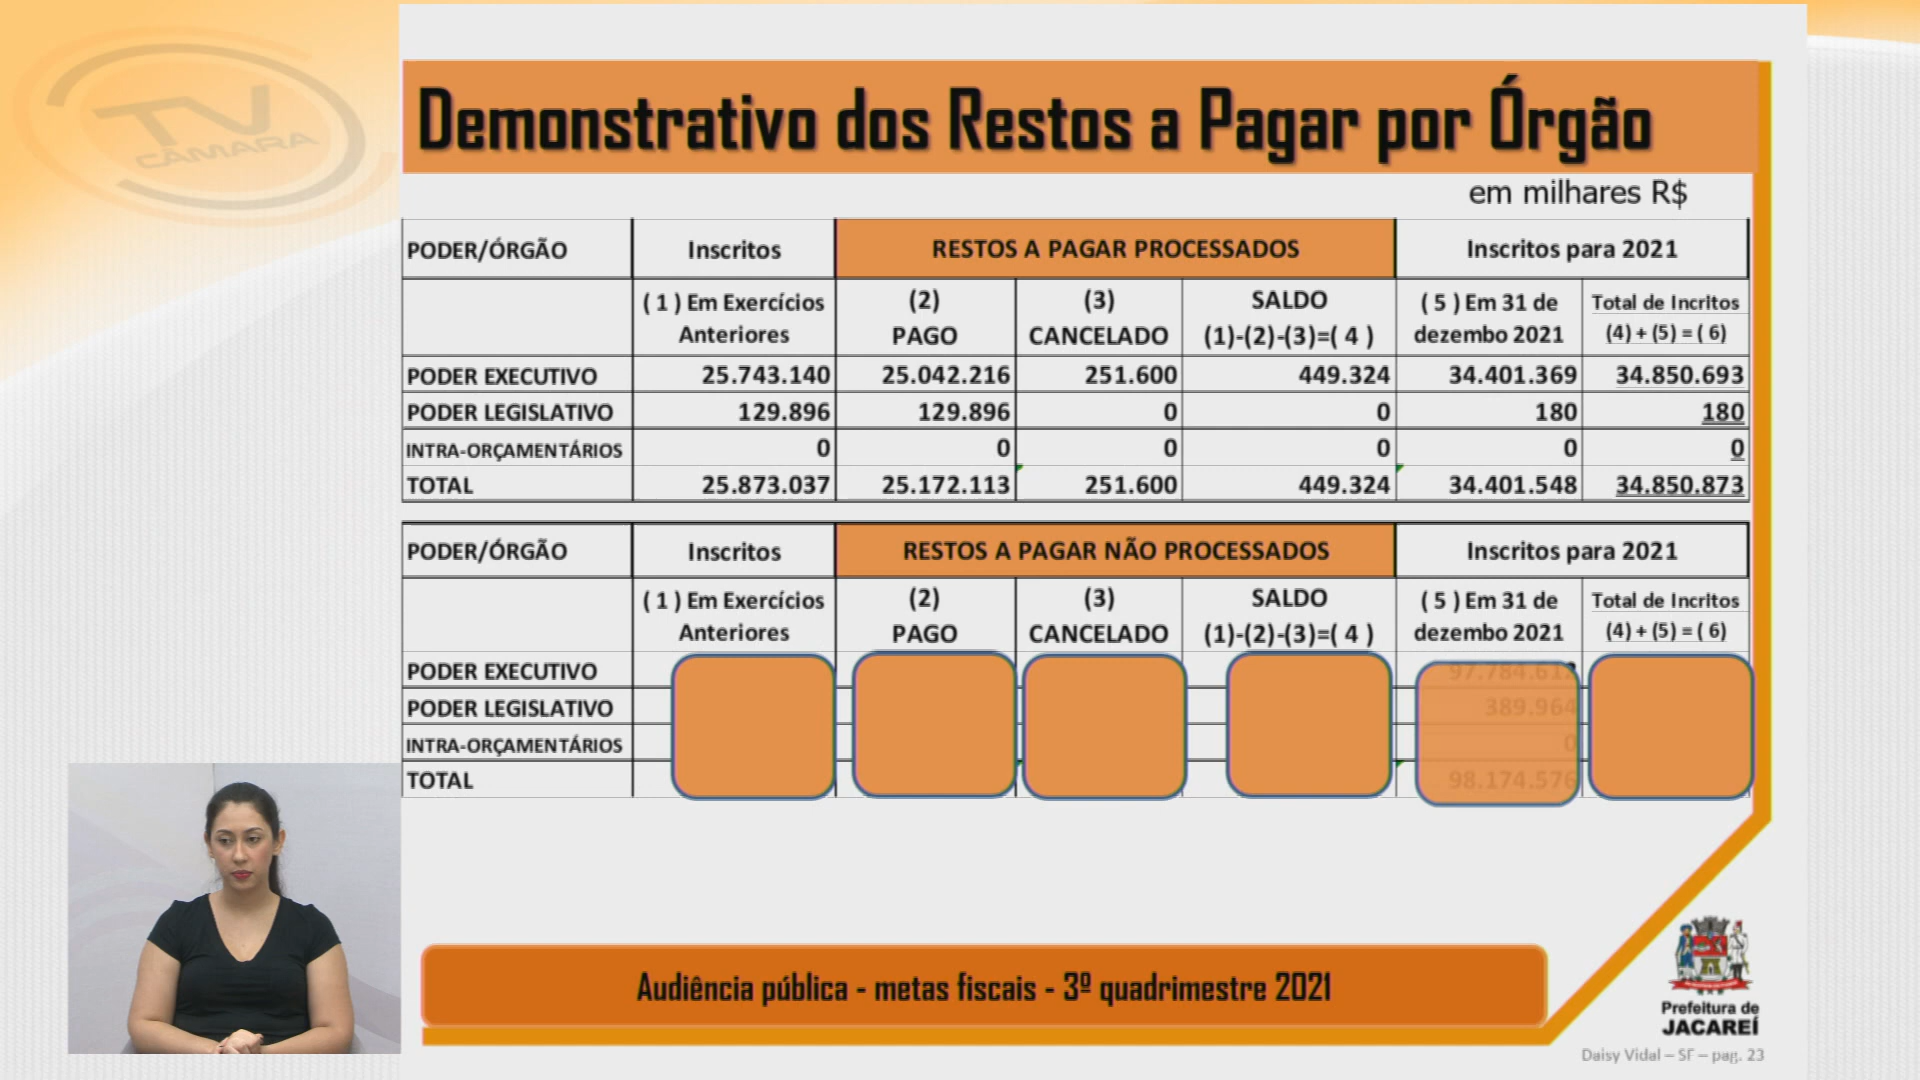 TV
CÂMARA
Demonstrativo dos Restos a Pagar por Órgão
em milhares R$
PODER/ÓRGÃO Inscritos RESTOS A PAGAR PROCESSADOS Inscritos para 2021
( 1 ) Em Exercícios Anteriores (2) PAGO (3) CANCELADO SALDO (1)-(2)-(3)=( 4 ) ( 5 ) Em 31 de dezembo 2021 Total de Incritos (4) + (5) = ( 6)
PODER EXECUTIVO 25.743.140 25.042.216 251.600 449.324 34.401.369 34.850.693
PODER LEGISLATIVO 129.896 129.896 0 0 180 180
INTRA-ORÇAMENTÁRIOS 0 0 0 0 0 0
TOTAL 25.873.037 25.172.113 251.600 449.324 34.401.548 34.850.873
PODER/ÓRGÃO Inscritos RESTOS A PAGAR NÃO PROCESSADOS Inscritos para 2021
( 1 ) Em Exercícios Anteriores (2) PAGO (3) CANCELADO SALDO (1)-(2)-(3)=( 4 ) ( 5 ) Em 31 de dezembo 2021 Total de Incritos (4) + (5) = ( 6)
PODER EXECUTIVO
PODER LEGISLATIVO 389.964
INTRA-ORÇAMENTÁRIOS 0
TOTAL 98.174.576
Audiência pública - metas fiscais - 3º quadrimestre 2021
Prefeitura de
JACAREÍ
Daisy Vidal – SF – pag. 23